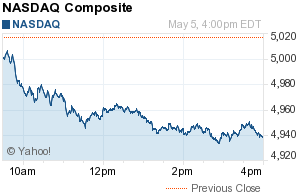 NASDAQ Composite
NASDAQ
May 5, 4:00pm EDT
5,020
5,000
4,980
4,960
4,940
4,920
© Yahoo!
10am 12pm 2pm 4pm
Previous Close